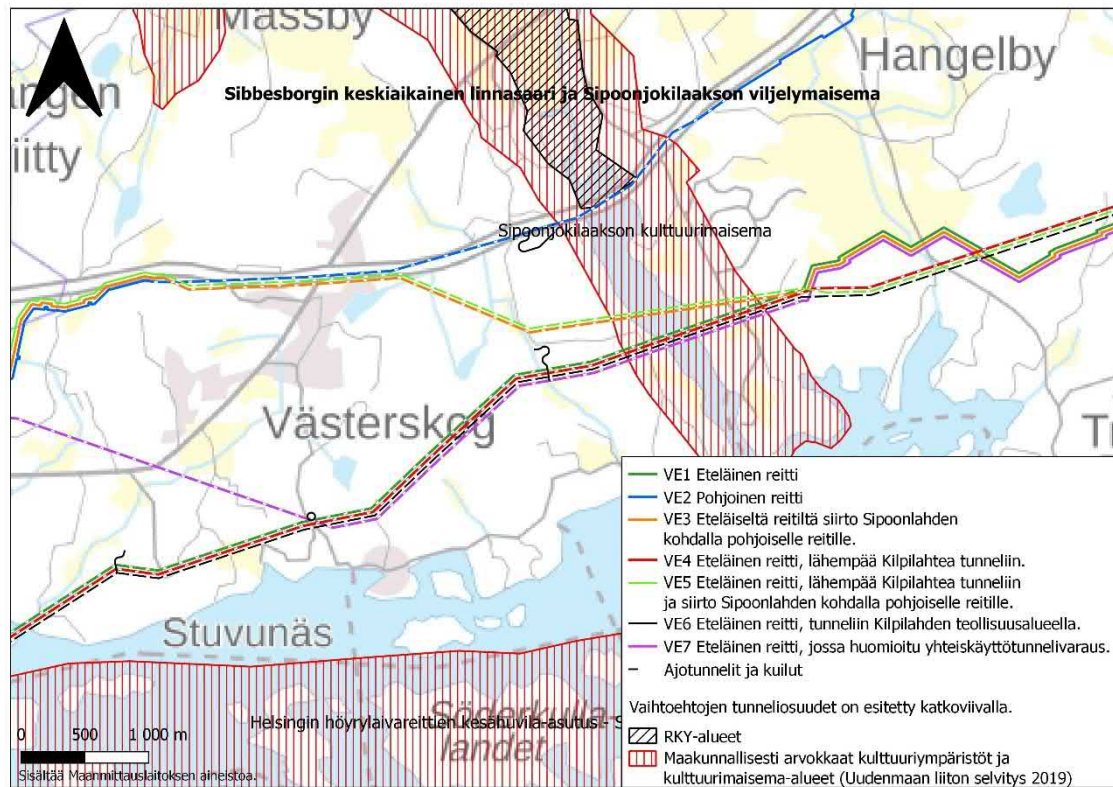 Massby
Hangelby
Sibbesborgin keskiaikainen linnasaari ja Sipoonjokilaakson viljelymaisema
Sipoonjokilaakson kulttuurimaisema
Västerskog
Stuvunäs
Helsingin höyrylaivareittien kesähuvila-asutus - S
Söderkulla-
landet
0 500 1 000 m
Sisältää Maanmittauslaitoksen aineistoa.
VE1 Eteläinen reitti
VE2 Pohjoinen reitti
VE3 Eteläiseltä reitiltä siirto Sipoonlahden
kohdalla pohjoiselle reitille.
VE4 Eteläinen reitti, lähempää Kilpilahtea tunneliin.
VE5 Eteläinen reitti, lähempää Kilpilahtea tunneliin
ja siirto Sipoonlahden kohdalla pohjoiselle reitille.
VE6 Eteläinen reitti, tunneliin Kilpilahden teollisuusalueella.
VE7 Eteläinen reitti, jossa huomioitu yhteiskäyttötunnelivaraus.
Ajotunnelit ja kuilut
Vaihtoehtojen tunneliosuudet on esitetty katkoviivalla.
RKY-alueet
Maakunnallisesti arvokkaat kulttuuriympäristöt ja
kulttuurimaisema-alueet (Uudenmaan liiton selvitys 2019)